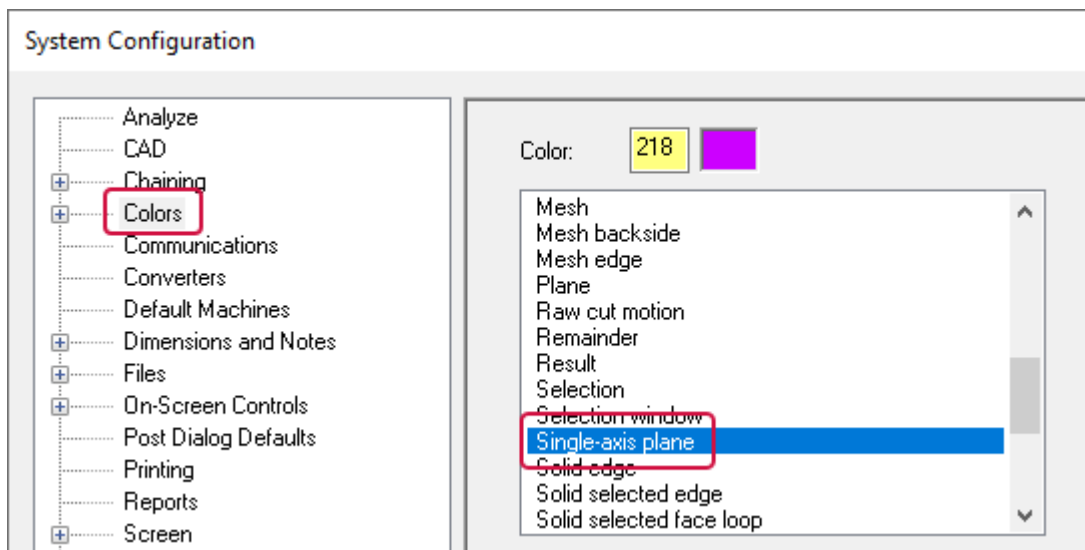 System Configuration
Analyze
CAD
Chaining
Colors
Communications
Converters
Default Machines
Dimensions and Notes
Files
On-Screen Controls
Post Dialog Defaults
Printing
Reports
Screen
Color: 218
Mesh
Mesh backside
Mesh edge
Plane
Raw cut motion
Remainder
Result
Selection
Selection window
Single-axis plane
Solid edge
Solid selected edge
Solid selected face loop